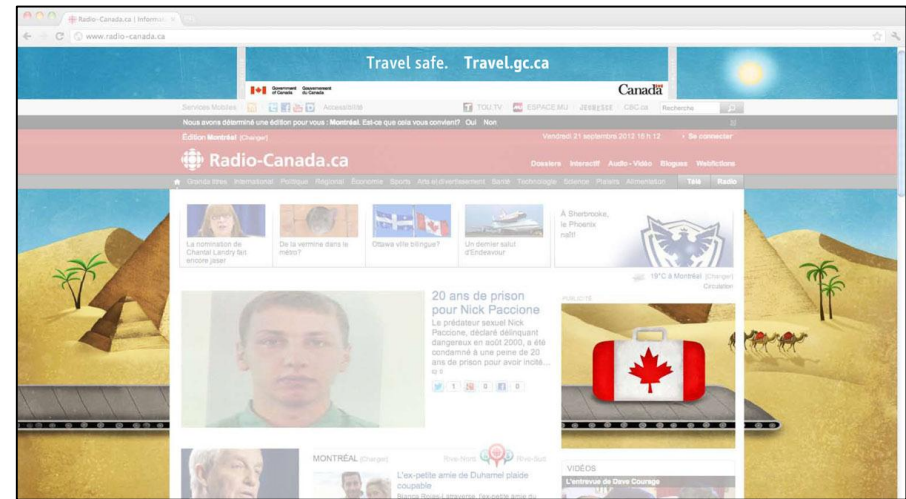 Radio-Canada.ca | Informat
www.radio-canada.ca
Travel safe. Travel.gc.ca
Government of Canada
Gouvernement du Canada
Canada
Services Mobiles
Accessibilité
TOU.TV
ESPACE.MU
JEUNESSE
CBC.ca
Recherche
Nous avons déterminé une édition pour vous : Montréal. Est-ce que cela vous convient? Oui Non
Édition Montréal (Changer)
Vendredi 21 septembre 2012 16 h 12
Se connecter
Radio-Canada.ca
Dossiers Interactif Audio-Vidéo Blogues Webfictions
Grands titres International Politique Régional Économie Sports Arts et divertissement Santé Technologie Science Planète Alimentation Télé Radio
La nomination de
Chantal Landry fait
encore jaser
De la vermine dans le
métro?
Ottawa ville bilingue?
Un dernier salut
d'Endeavour
À Sherbrooke,
le Phoenix
naît!
19°C à Montréal (Changer)
Circulation
PUBLICITÉ
20 ans de prison
pour Nick Paccione
Le prédateur sexuel Nick
Paccione, déclaré délinquant
dangereux en août 2000, a été
condamné à une peine de 20
ans de prison pour avoir incité...
1 0 0
MONTRÉAL (Changer)
Rive-Nord
Rive-Sud
L'ex-petite amie de Duhamel plaide
coupable
VIDÉOS
L'entrevue de Dave Courage